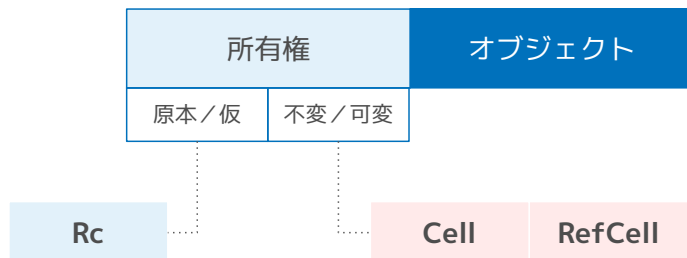 所有権
オブジェクト
原本／仮
不変／可変
Rc
Cell
RefCell